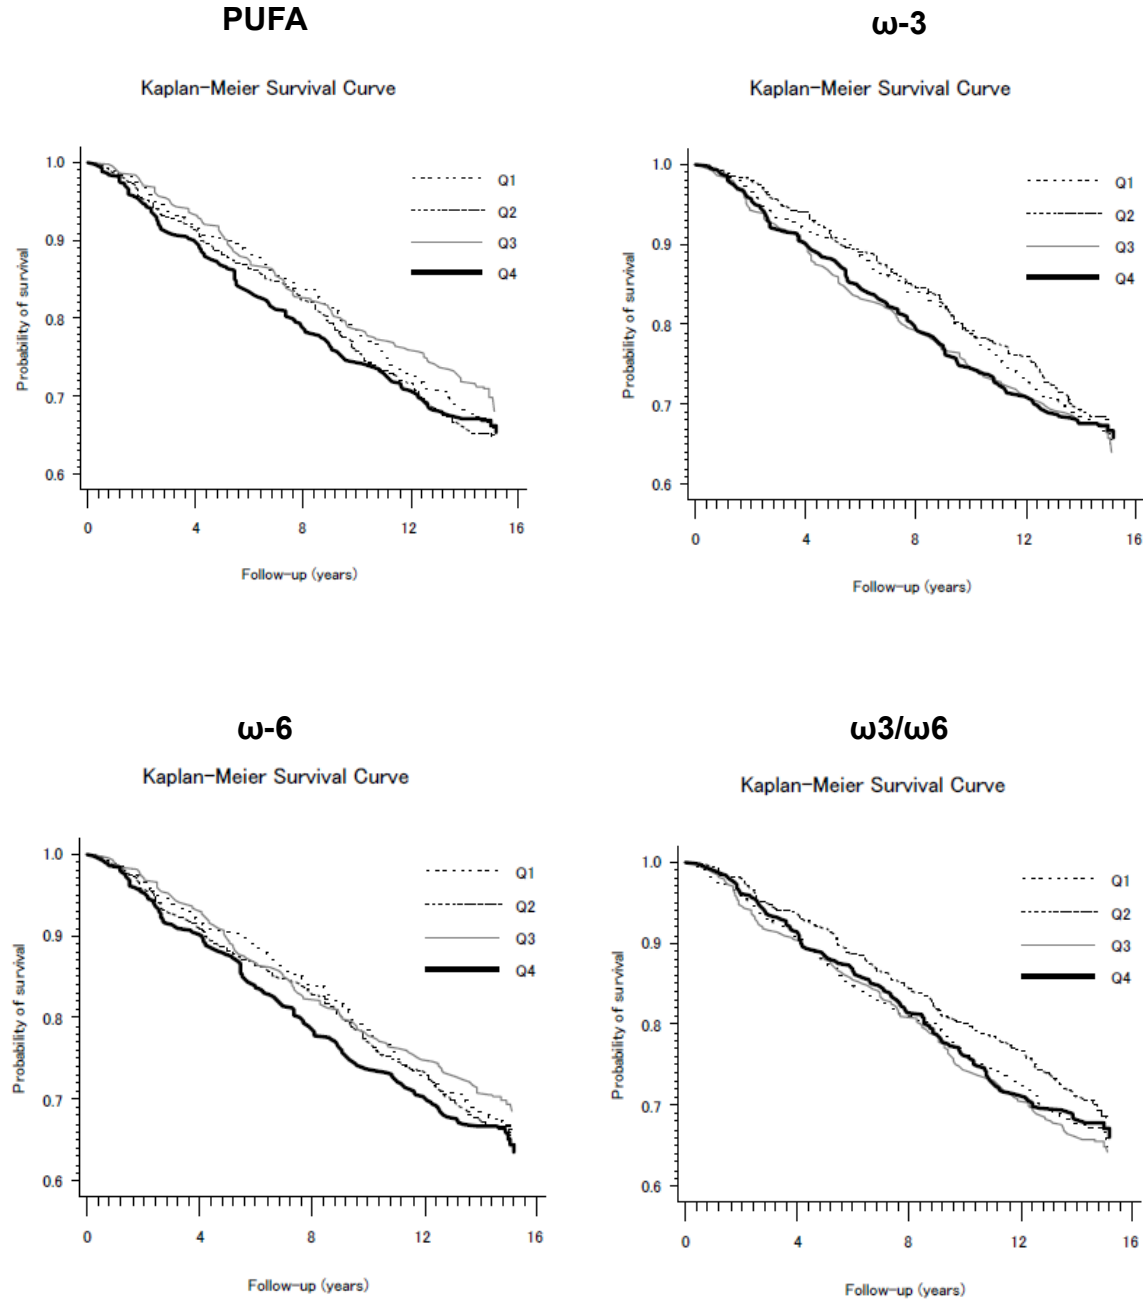 PUFA
Kaplan-Meier Survival Curve
Probability of survival
1.0
0.9
0.8
0.7
0.6
Q1
Q2
Q3
Q4
0 4 8 12 16
Follow-up (years)
ω-3
Kaplan-Meier Survival Curve
Probability of survival
1.0
0.9
0.8
0.7
0.6
Q1
Q2
Q3
Q4
0 4 8 12 16
Follow-up (years)
ω-6
Kaplan-Meier Survival Curve
Probability of survival
1.0
0.9
0.8
0.7
0.6
Q1
Q2
Q3
Q4
0 4 8 12 16
Follow-up (years)
ω3/ω6
Kaplan-Meier Survival Curve
Probability of survival
1.0
0.9
0.8
0.7
0.6
Q1
Q2
Q3
Q4
0 4 8 12 16
Follow-up (years)